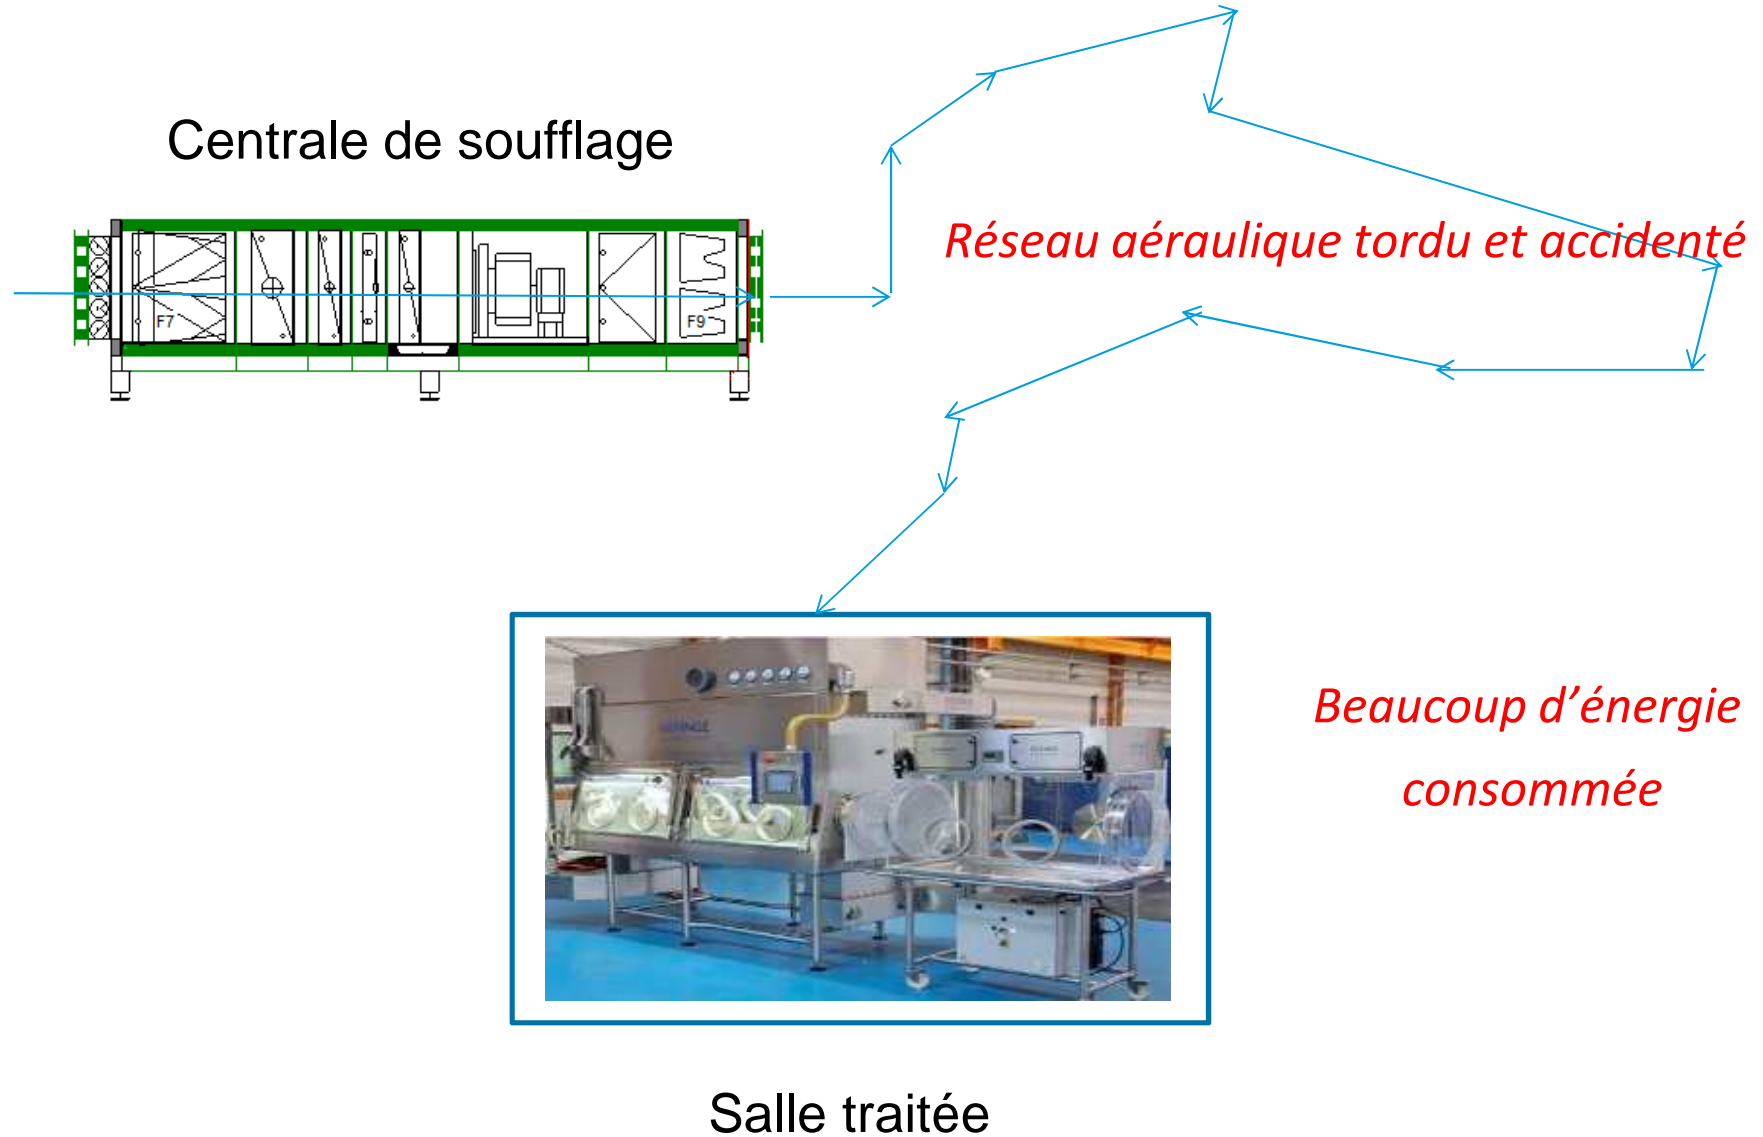 Centrale de soufflage
Réseau aéraulique tordu et accidenté
F7
F9
Beaucoup d’énergie
consommée
Salle traitée